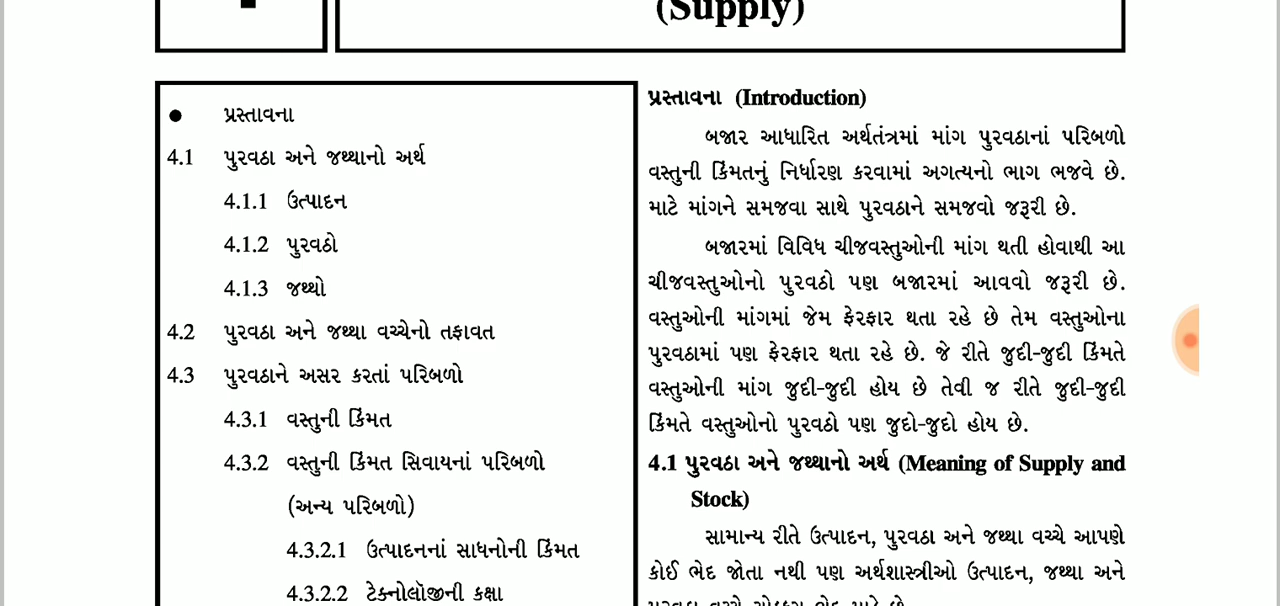 (Supply)
● પ્રસ્તાવના
4.1 પુરવઠા અને જથ્થાનો અર્થ
4.1.1 ઉત્પાદન
4.1.2 પુરવઠો
4.1.3 જથ્થો
4.2 પુરવઠા અને જથ્થા વચ્ચેનો તફાવત
4.3 પુરવઠાને અસર કરતાં પરિબળો
4.3.1 વસ્તુની કિંમત
4.3.2 વસ્તુની કિંમત સિવાયનાં પરિબળો
(અન્ય પરિબળો)
4.3.2.1 ઉત્પાદનનાં સાધનોની કિંમત
4.3.2.2 ટેક્નોલૉજીની કક્ષા
પ્રસ્તાવના (Introduction)
બજાર આધારિત અર્થતંત્રમાં માંગ પુરવઠાનાં પરિબળો
વસ્તુની કિંમતનું નિર્ધારણ કરવામાં અગત્યનો ભાગ ભજવે છે.
માટે માંગને સમજવા સાથે પુરવઠાને સમજવો જરૂરી છે.
બજારમાં વિવિધ ચીજવસ્તુઓની માંગ થતી હોવાથી આ
ચીજવસ્તુઓનો પુરવઠો પણ બજારમાં આવવો જરૂરી છે.
વસ્તુઓની માંગમાં જેમ ફેરફાર થતા રહે છે તેમ વસ્તુઓના
પુરવઠામાં પણ ફેરફાર થતા રહે છે. જે રીતે જુદી-જુદી કિંમતે
વસ્તુઓની માંગ જુદી-જુદી હોય છે તેવી જ રીતે જુદી-જુદી
કિંમતે વસ્તુઓનો પુરવઠો પણ જુદો-જુદો હોય છે.
4.1 પુરવઠા અને જથ્થાનો અર્થ (Meaning of Supply and
Stock)
સામાન્ય રીતે ઉત્પાદન, પુરવઠા અને જથ્થા વચ્ચે આપણે
કોઈ ભેદ જોતા નથી પણ અર્થશાસ્ત્રીઓ ઉત્પાદન, જથ્થા અને